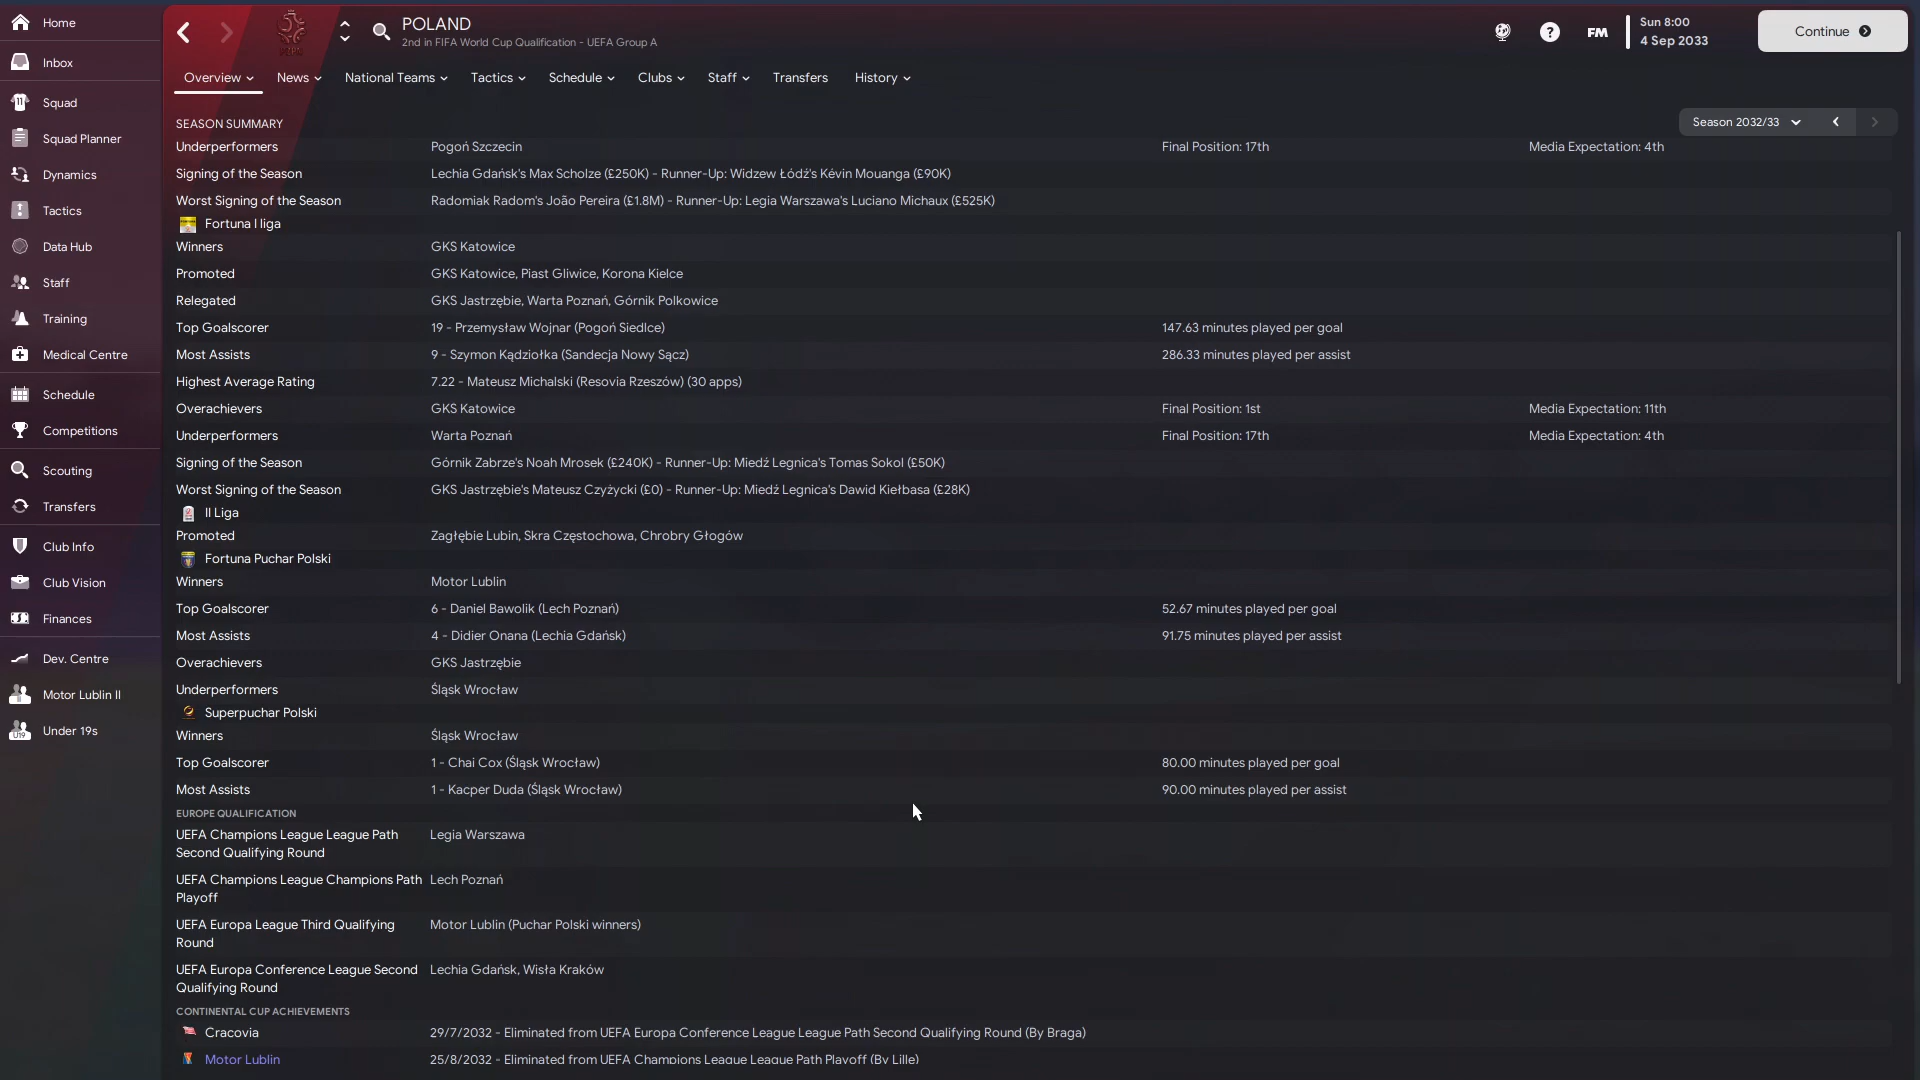 Home
POLAND
2nd in FIFA World Cup Qualification - UEFA Group A
FM
Sun 8:00
4 Sep 2033
Continue
Inbox
Squad
Squad Planner
Dynamics
Tactics
Data Hub
Staff
Training
Medical Centre
Schedule
Competitions
Scouting
Transfers
Club Info
Club Vision
Finances
Dev. Centre
Motor Lublin II
Under 19s
Overview News National Teams Tactics Schedule Clubs Staff Transfers History
SEASON SUMMARY
Season 2032/33
Underperformers Pogoń Szczecin Final Position: 17th Media Expectation: 4th
Signing of the Season Lechia Gdańsk's Max Scholze (£250K) - Runner-Up: Widzew Łódź's Kévin Mouanga (£90K)
Worst Signing of the Season Radomiak Radom's João Pereira (£1.8M) - Runner-Up: Legia Warszawa's Luciano Michaux (£525K)
Fortuna I liga
Winners GKS Katowice
Promoted GKS Katowice, Piast Gliwice, Korona Kielce
Relegated GKS Jastrzębie, Warta Poznań, Górnik Polkowice
Top Goalscorer 19 - Przemysław Wojnar (Pogoń Siedlce) 147.63 minutes played per goal
Most Assists 9 - Szymon Kądziołka (Sandecja Nowy Sącz) 286.33 minutes played per assist
Highest Average Rating 7.22 - Mateusz Michalski (Resovia Rzeszów) (30 apps)
Overachievers GKS Katowice Final Position: 1st Media Expectation: 11th
Underperformers Warta Poznań Final Position: 17th Media Expectation: 4th
Signing of the Season Górnik Zabrze's Noah Mrosek (£240K) - Runner-Up: Miedź Legnica's Tomas Sokol (£50K)
Worst Signing of the Season GKS Jastrzębie's Mateusz Czyżycki (£0) - Runner-Up: Miedź Legnica's Dawid Kiełbasa (£28K)
II Liga
Promoted Zagłębie Lubin, Skra Częstochowa, Chrobry Głogów
Fortuna Puchar Polski
Winners Motor Lublin
Top Goalscorer 6 - Daniel Bawolik (Lech Poznań) 52.67 minutes played per goal
Most Assists 4 - Didier Onana (Lechia Gdańsk) 91.75 minutes played per assist
Overachievers GKS Jastrzębie
Underperformers Śląsk Wrocław
Superpuchar Polski
Winners Śląsk Wrocław
Top Goalscorer 1 - Chai Cox (Śląsk Wrocław) 80.00 minutes played per goal
Most Assists 1 - Kacper Duda (Śląsk Wrocław) 90.00 minutes played per assist
EUROPE QUALIFICATION
UEFA Champions League League Path Legia Warszawa
Second Qualifying Round
UEFA Champions League Champions Path Lech Poznań
Playoff
UEFA Europa League Third Qualifying Motor Lublin (Puchar Polski winners)
Round
UEFA Europa Conference League Second Lechia Gdańsk, Wisła Kraków
Qualifying Round
CONTINENTAL CUP ACHIEVEMENTS
Cracovia 29/7/2032 - Eliminated from UEFA Europa Conference League League Path Second Qualifying Round (By Braga)
Motor Lublin 25/8/2032 - Eliminated from UEFA Champions League League Path Playoff (By Lille)